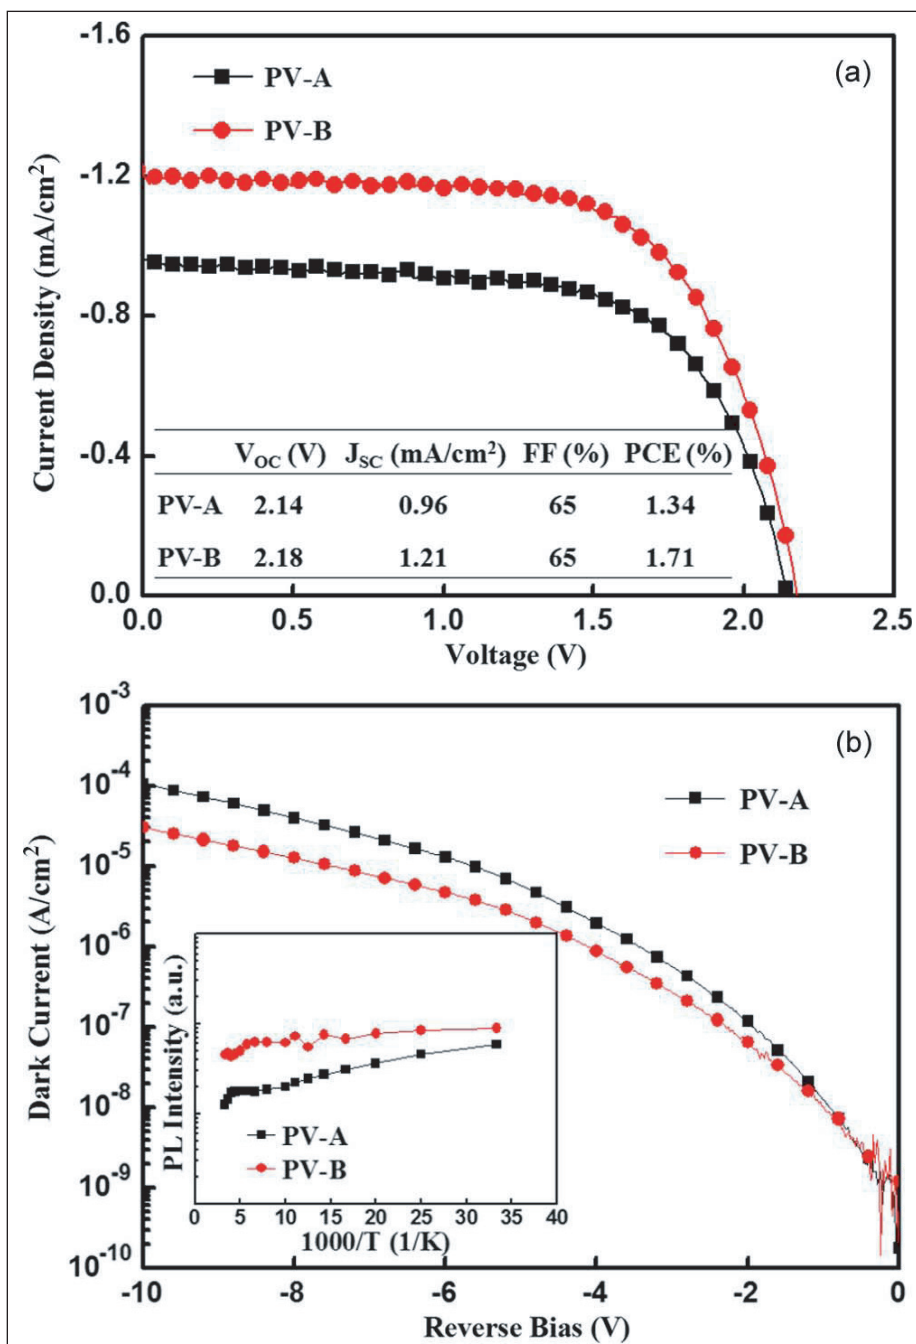 (a)
PV-A
PV-B
Current Density (mA/cm²)
-1.6
-1.2
-0.8
-0.4
0.0
V_OC (V) J_SC (mA/cm²) FF (%) PCE (%)
PV-A 2.14 0.96 65 1.34
PV-B 2.18 1.21 65 1.71
0.0 0.5 1.0 1.5 2.0 2.5
Voltage (V)
(b)
PV-A
PV-B
Dark Current (A/cm²)
10⁻³
10⁻⁴
10⁻⁵
10⁻⁶
10⁻⁷
10⁻⁸
10⁻⁹
10⁻¹⁰
PL Intensity (a.u.)
PV-A
PV-B
0 5 10 15 20 25 30 35 40
1000/T (1/K)
-10 -8 -6 -4 -2 0
Reverse Bias (V)